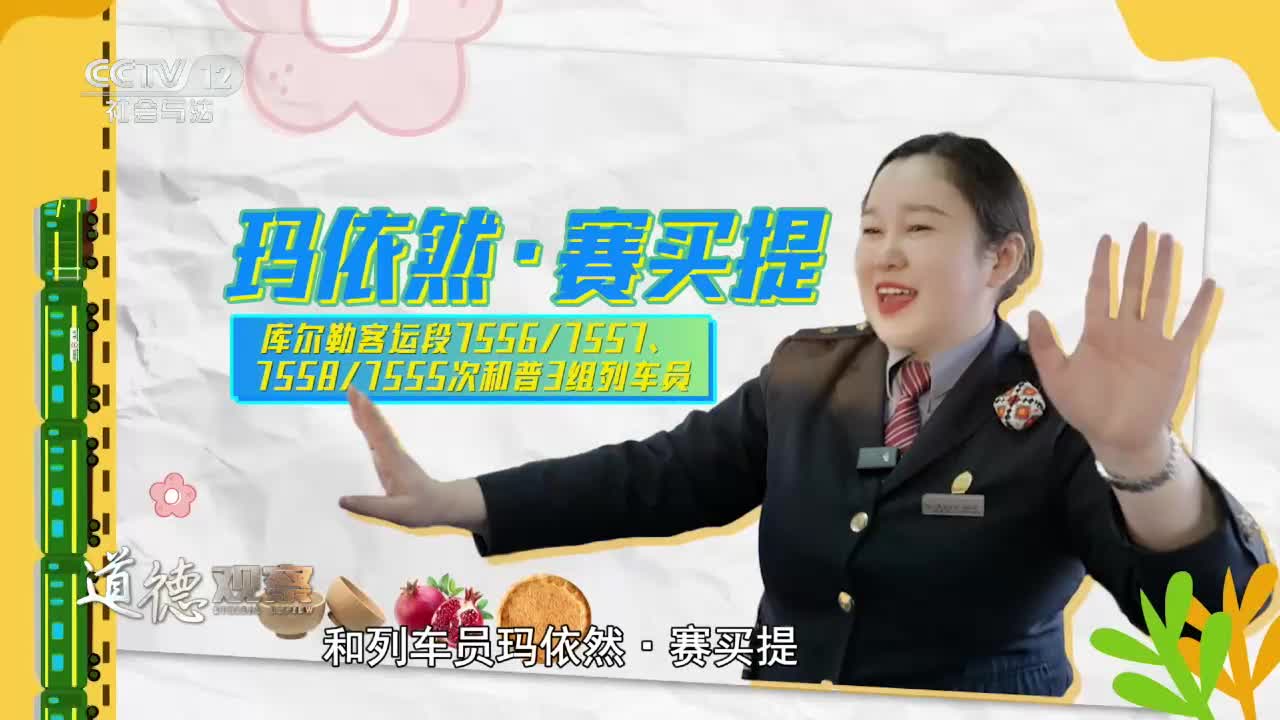 CCTV 12
社会与法
玛依然·赛买提
库尔勒客运段7556/7557、
7558/7555次和普3组列车员
道德观察
和列车员玛依然·赛买提